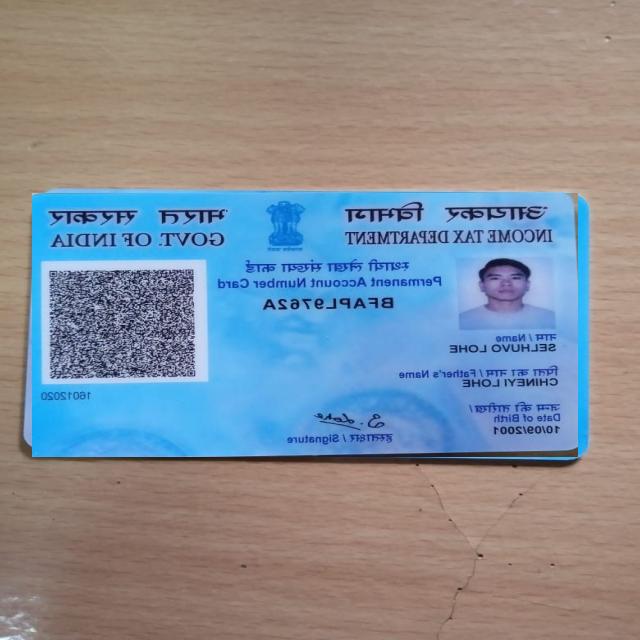 आयकर विभाग
INCOME TAX DEPARTMENT
भारत सरकार
GOVT. OF INDIA
स्थायी लेखा संख्या कार्ड
Permanent Account Number Card
BFAPL9762A
नाम / Name
SELHUVO LOHE
पिता का नाम / Father's Name
CHINEYI LOHE
जन्म की तारीख/
Date of Birth
10/09/2001
S. Lohe
हस्ताक्षर / Signature
16012020